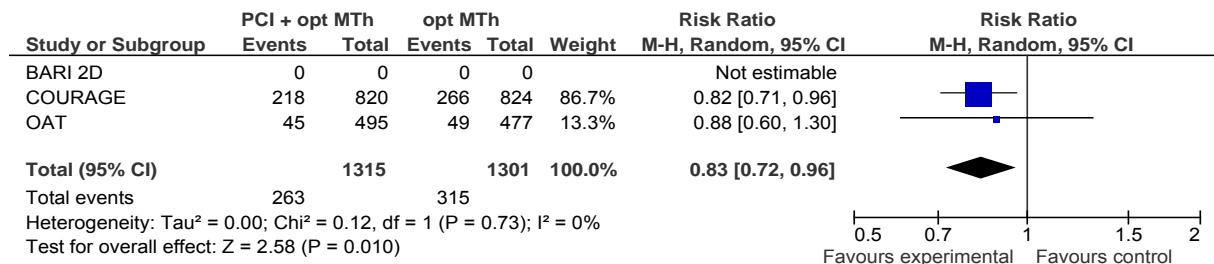 PCI + opt MTh opt MTh Risk Ratio Risk Ratio
Study or Subgroup Events Total Events Total Weight M-H, Random, 95% CI M-H, Random, 95% CI
BARI 2D 0 0 0 0 Not estimable
COURAGE 218 820 266 824 86.7% 0.82 [0.71, 0.96]
OAT 45 495 49 477 13.3% 0.88 [0.60, 1.30]
Total (95% CI) 1315 1301 100.0% 0.83 [0.72, 0.96]
Total events 263 315
Heterogeneity: Tau² = 0.00; Chi² = 0.12, df = 1 (P = 0.73); I² = 0%
Test for overall effect: Z = 2.58 (P = 0.010)
0.5 0.7 1 1.5 2
Favours experimental Favours control